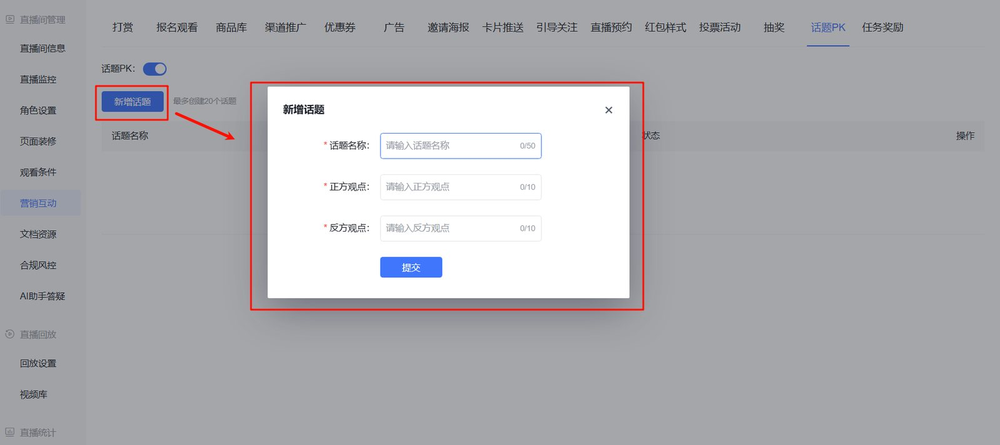 直播间管理
直播间信息
直播监控
角色设置
页面装修
观看条件
营销互动
文档资源
合规风控
AI助手答疑
直播回放
回放设置
视频库
直播统计
打赏 报名观看 商品库 渠道推广 优惠券 广告 邀请海报 卡片推送 引导关注 直播预约 红包样式 投票活动 抽奖 话题PK 任务奖励
话题PK：
新增话题 最多创建20个话题
话题名称 状态 操作
新增话题
* 话题名称： 请输入话题名称 0/50
* 正方观点： 请输入正方观点 0/10
* 反方观点： 请输入反方观点 0/10
提交